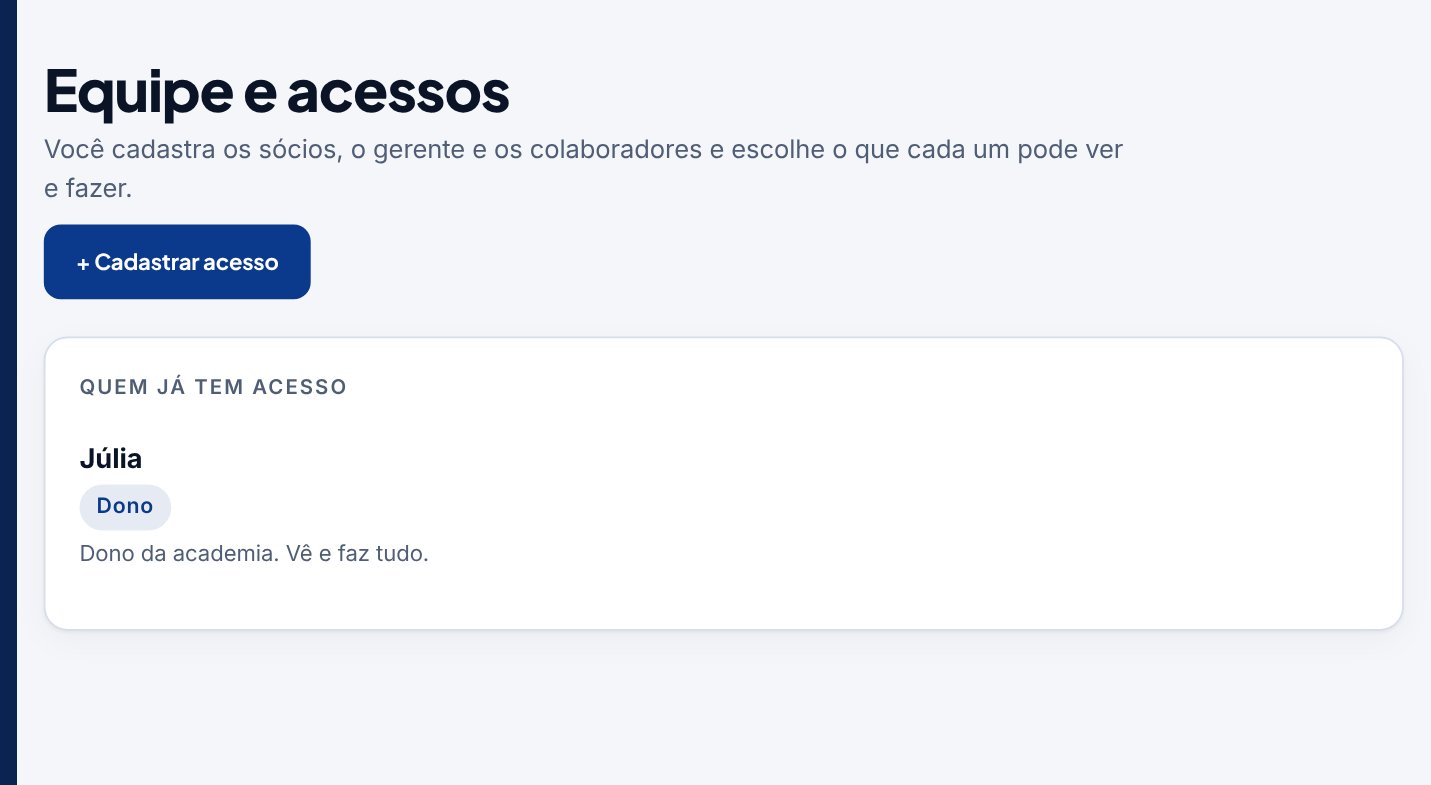 Equipe e acessos
Você cadastra os sócios, o gerente e os colaboradores e escolhe o que cada um pode ver
e fazer.
+ Cadastrar acesso
QUEM JÁ TEM ACESSO
Júlia
Dono
Dono da academia. Vê e faz tudo.